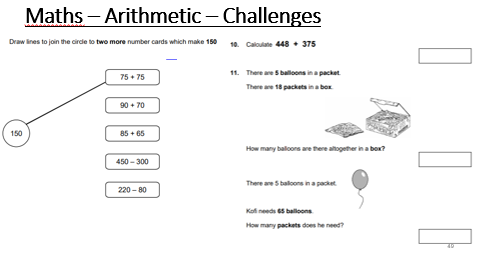 Maths – Arithmetic – Challenges
Draw lines to join the circle to two more number cards which make 150
150
75 + 75
90 + 70
85 + 65
450 – 300
220 – 80
10. Calculate 448 + 375
11. There are 5 balloons in a packet.
There are 18 packets in a box.
How many balloons are there altogether in a box?
There are 5 balloons in a packet.
Kofi needs 65 balloons.
How many packets does he need?